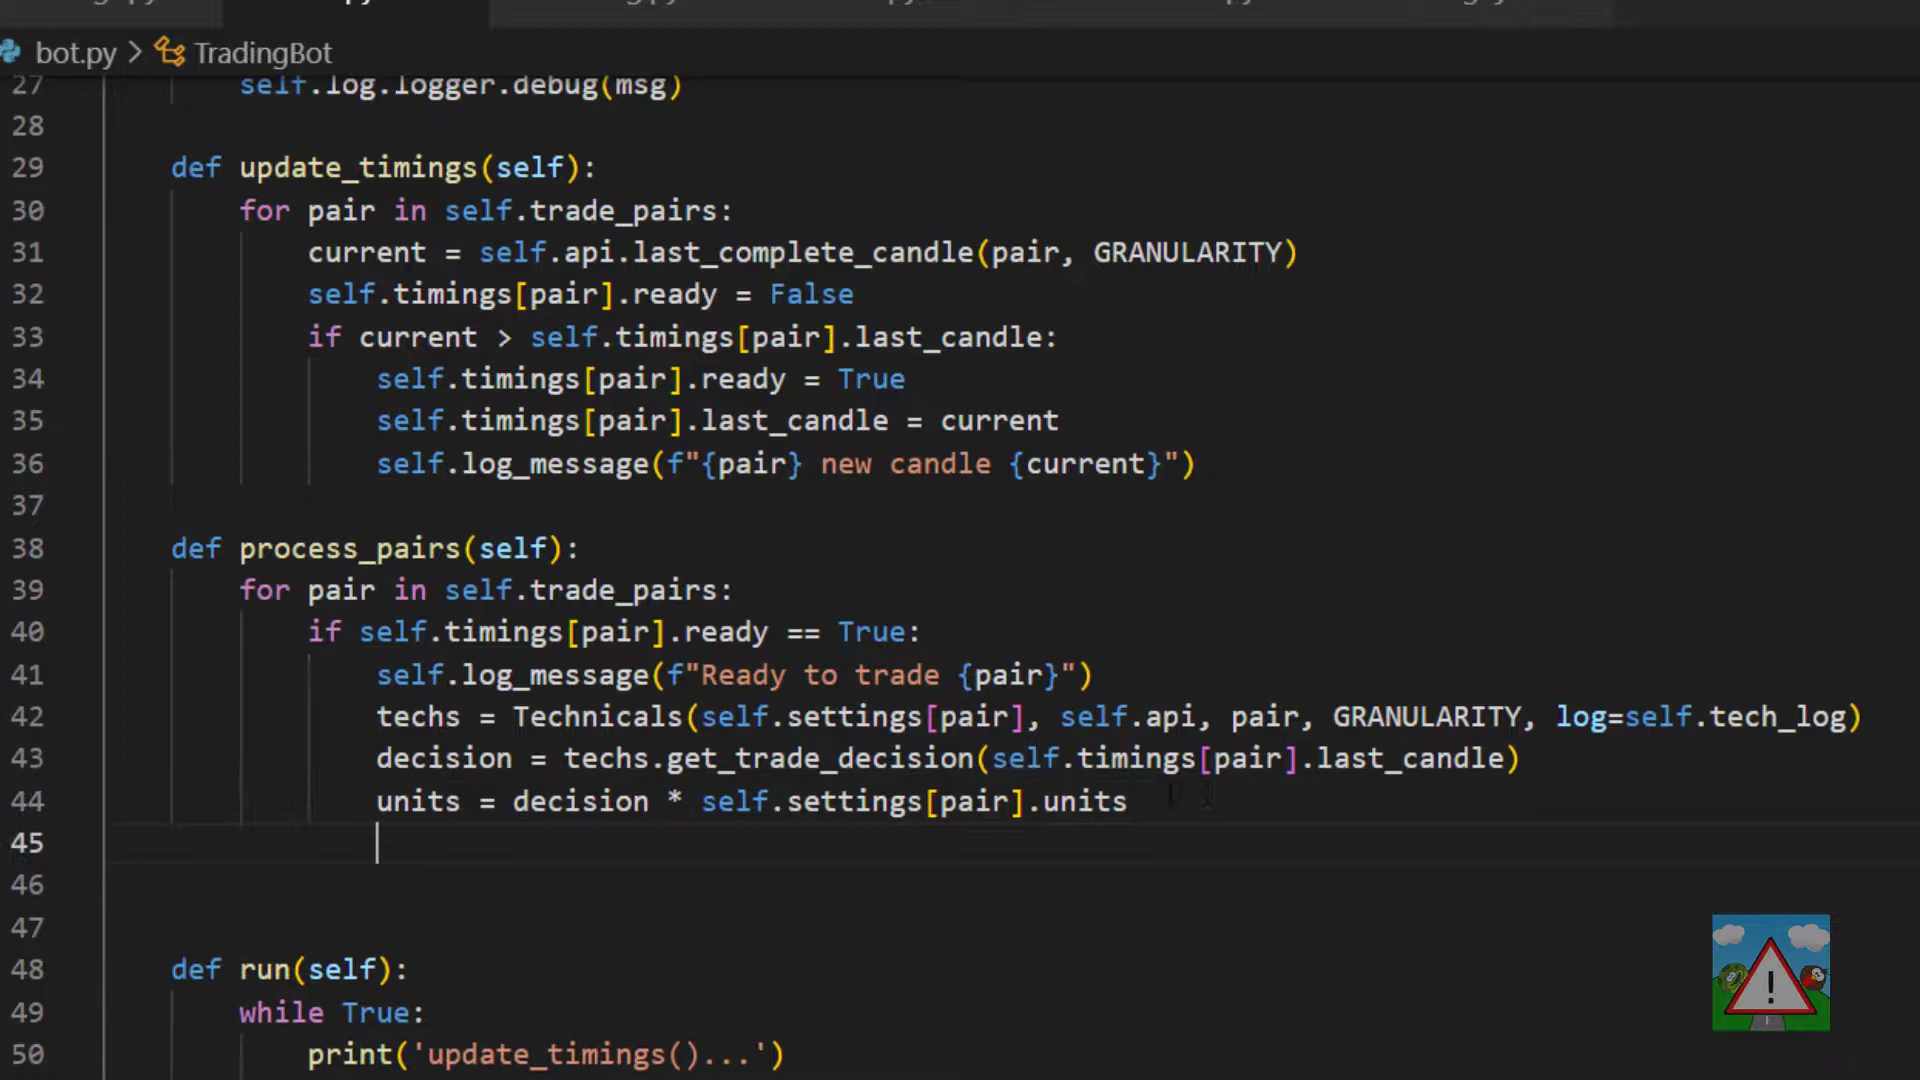 bot.py > TradingBot
27 self.log.logger.debug(msg)
28
29 def update_timings(self):
30 for pair in self.trade_pairs:
31 current = self.api.last_complete_candle(pair, GRANULARITY)
32 self.timings[pair].ready = False
33 if current > self.timings[pair].last_candle:
34 self.timings[pair].ready = True
35 self.timings[pair].last_candle = current
36 self.log_message(f"{pair} new candle {current}")
37
38 def process_pairs(self):
39 for pair in self.trade_pairs:
40 if self.timings[pair].ready == True:
41 self.log_message(f"Ready to trade {pair}")
42 techs = Technicals(self.settings[pair], self.api, pair, GRANULARITY, log=self.tech_log)
43 decision = techs.get_trade_decision(self.timings[pair].last_candle)
44 units = decision * self.settings[pair].units
45
46
47
48 def run(self):
49 while True:
50 print('update_timings()...')